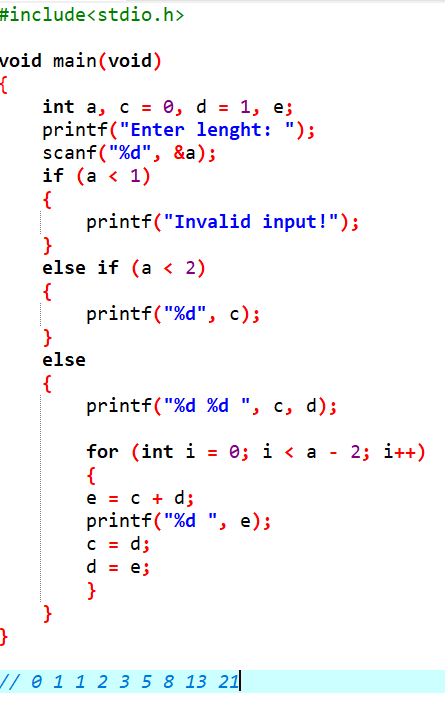 #include<stdio.h>
void main(void)
{
int a, c = 0, d = 1, e;
printf("Enter lenght: ");
scanf("%d", &a);
if (a < 1)
{
printf("Invalid input!");
}
else if (a < 2)
{
printf("%d", c);
}
else
{
printf("%d %d ", c, d);
for (int i = 0; i < a - 2; i++)
{
e = c + d;
printf("%d ", e);
c = d;
d = e;
}
}
}
// 0 1 1 2 3 5 8 13 21